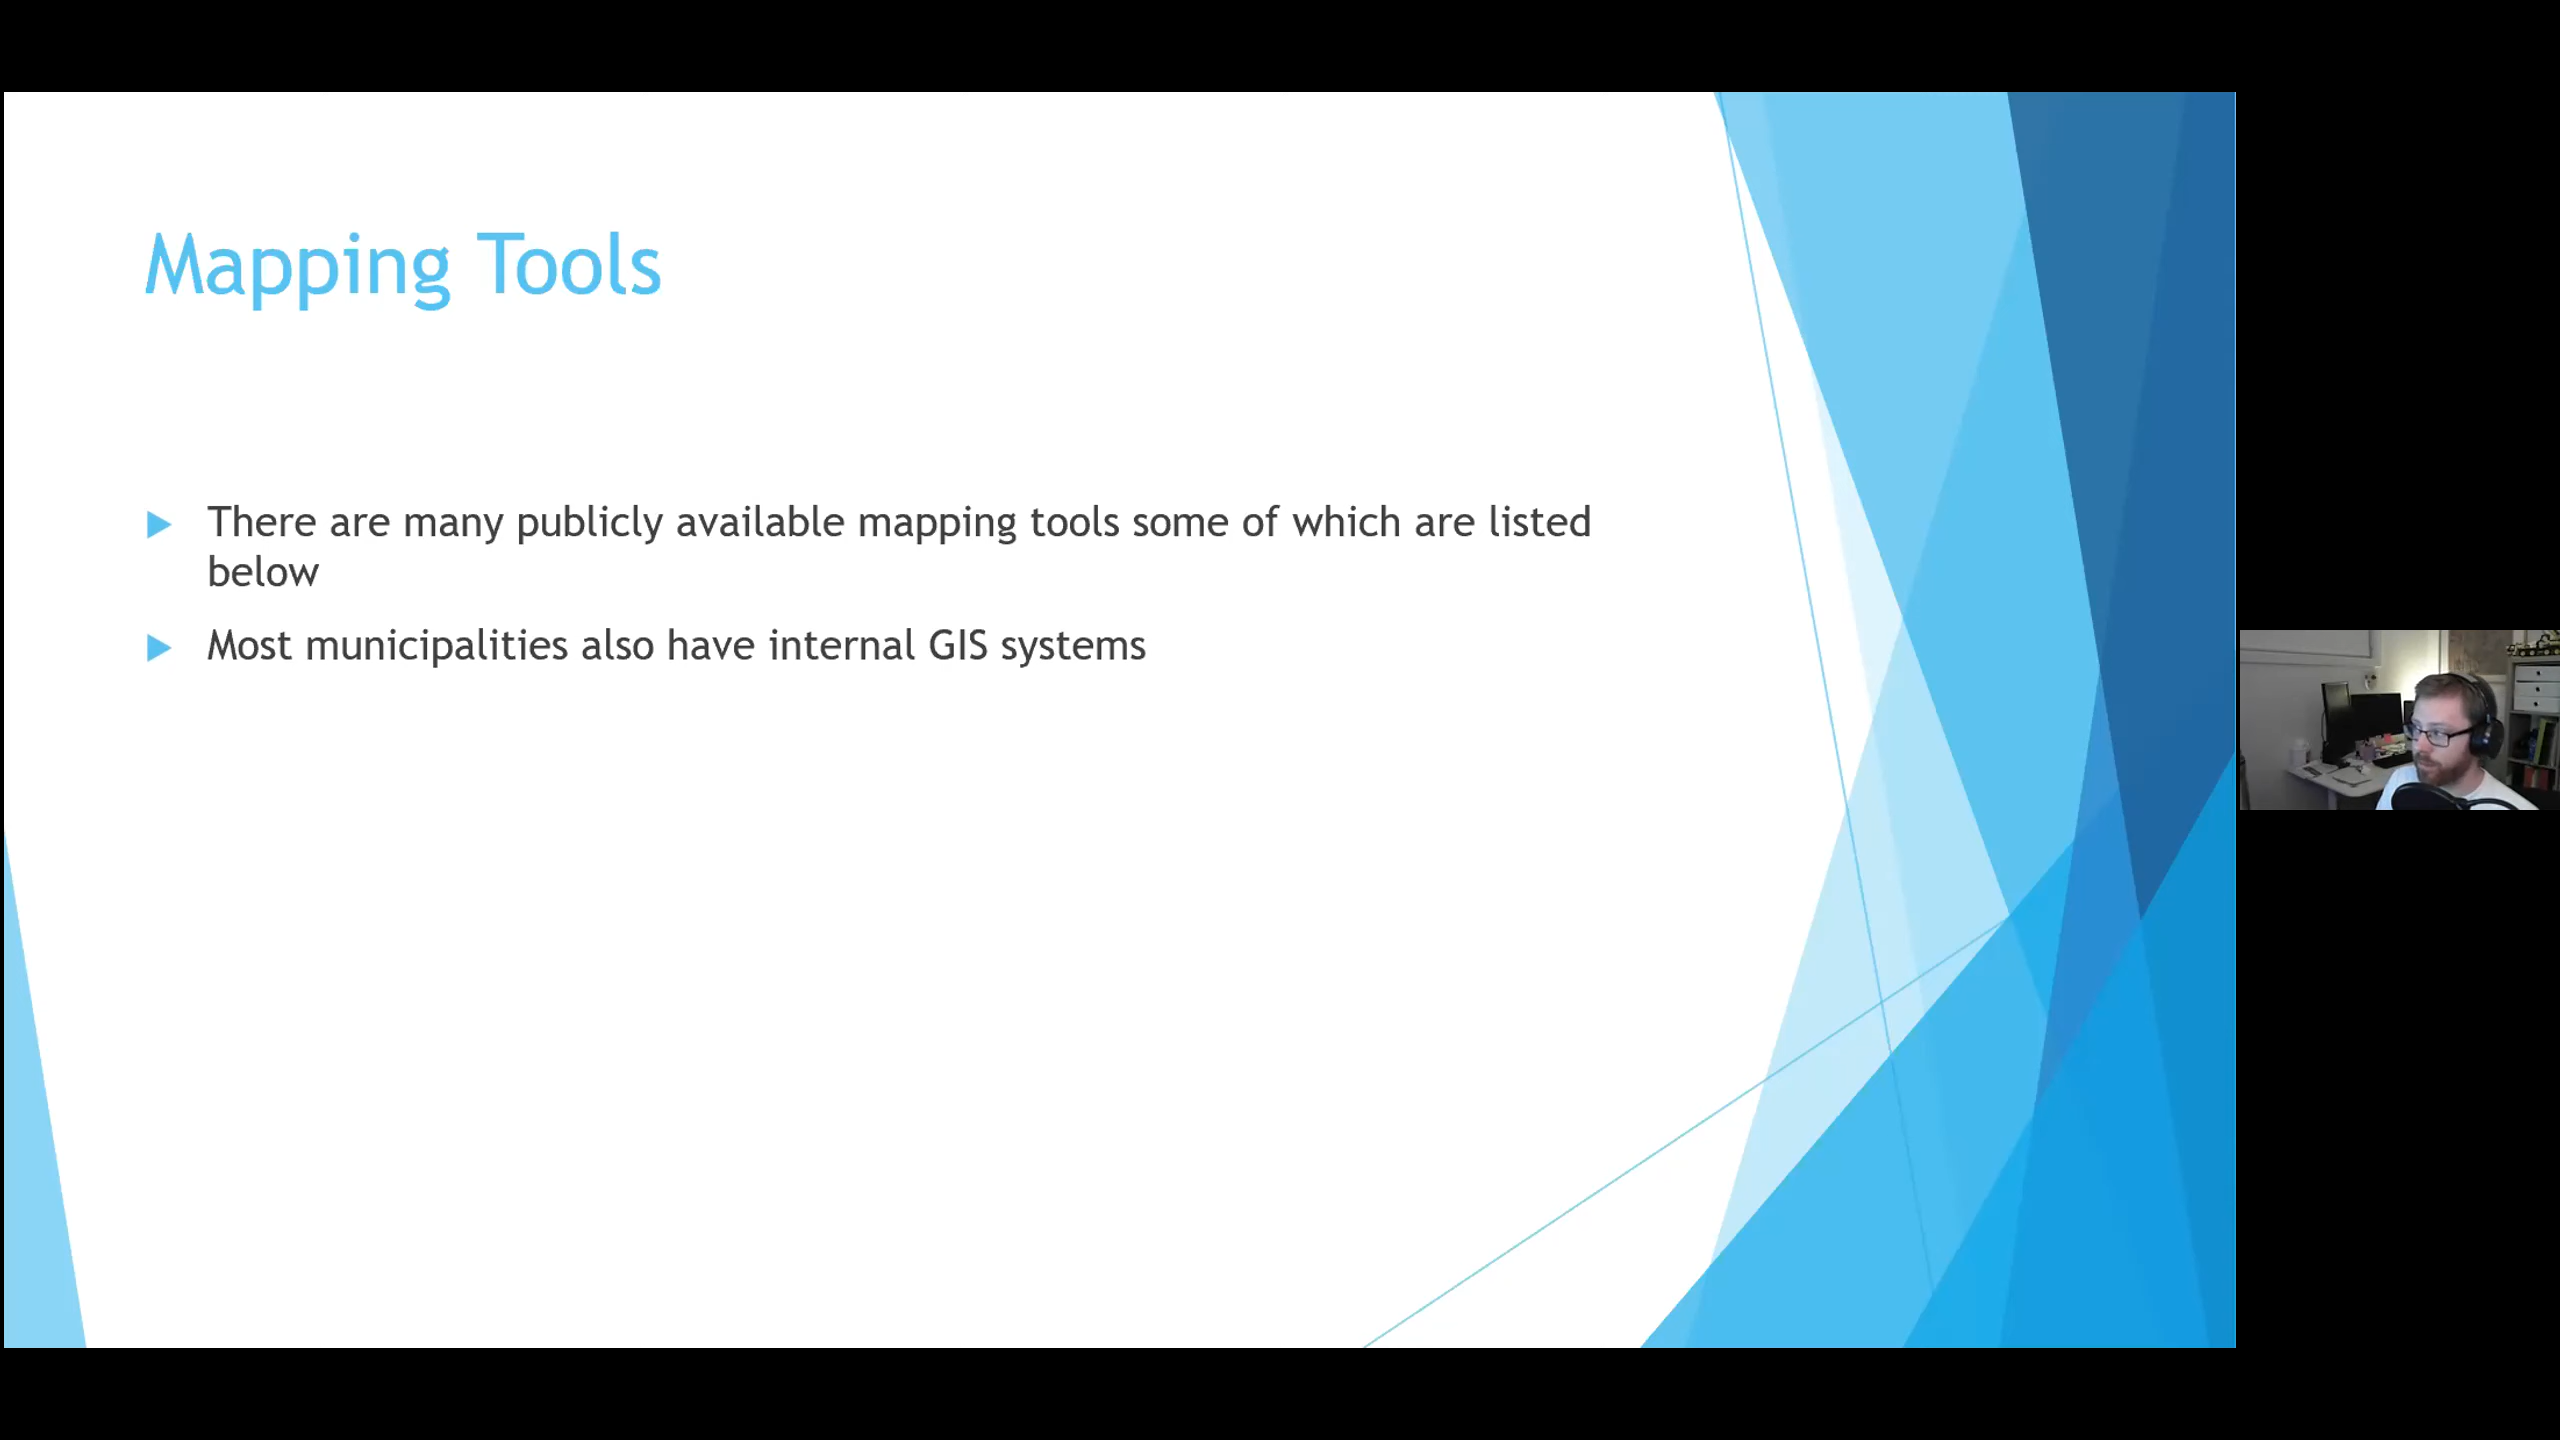 Mapping Tools
There are many publicly available mapping tools some of which are listed
below
Most municipalities also have internal GIS systems